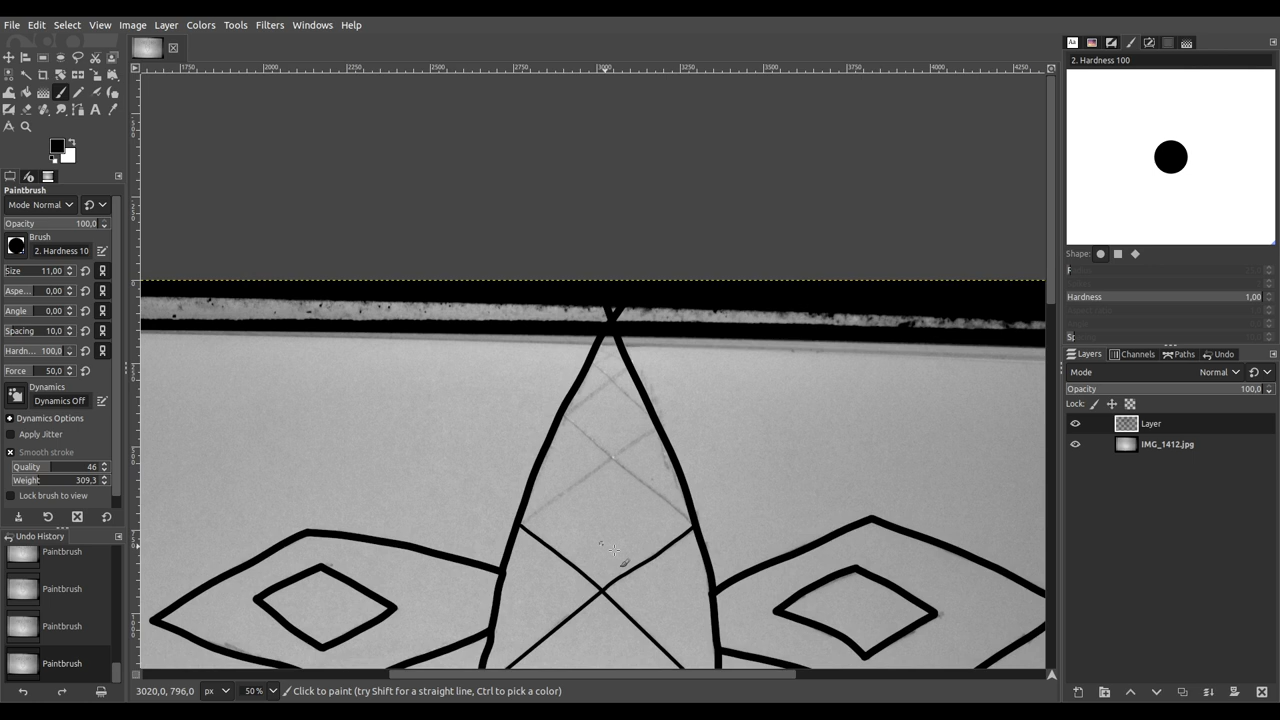 File Edit Select View Image Layer Colors Tools Filters Windows Help
1750 2000 2250 2500 2750 3000 3250 3500 3750 4000 4250
Paintbrush
Mode Normal
Opacity 100,0
Brush
2. Hardness 10
Size 11,00
Aspe... 0,00
Angle 0,00
Spacing 10,0
Hardn... 100,0
Force 50,0
Dynamics
Dynamics Off
Dynamics Options
Apply Jitter
Smooth stroke
Quality 46
Weight 309,3
Lock brush to view
Undo History
Paintbrush
Paintbrush
Paintbrush
Paintbrush
3020,0, 796,0 px 50 % Click to paint (try Shift for a straight line, Ctrl to pick a color)
2. Hardness 100
Shape:
Hardness 1,00
Layers Channels Paths Undo
Mode Normal
Opacity 100,0
Lock:
Layer
IMG_1412.jpg